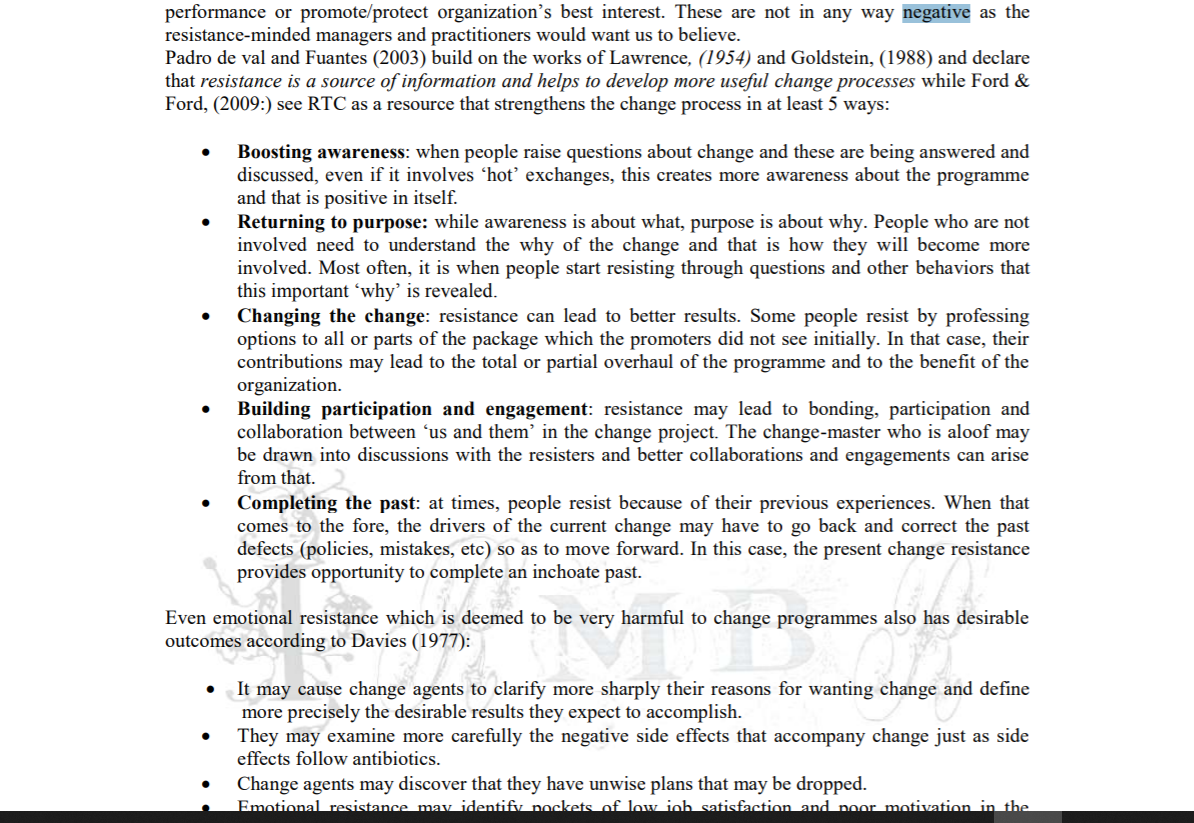 performance or promote/protect organization's best interest. These are not in any way negative as the
resistance-minded managers and practitioners would want us to believe.
Padro de val and Fuantes (2003) build on the works of Lawrence, (1954) and Goldstein, (1988) and declare
that resistance is a source of information and helps to develop more useful change processes while Ford &
Ford, (2009:) see RTC as a resource that strengthens the change process in at least 5 ways:
• Boosting awareness: when people raise questions about change and these are being answered and
discussed, even if it involves 'hot' exchanges, this creates more awareness about the programme
and that is positive in itself.
• Returning to purpose: while awareness is about what, purpose is about why. People who are not
involved need to understand the why of the change and that is how they will become more
involved. Most often, it is when people start resisting through questions and other behaviors that
this important 'why' is revealed.
• Changing the change: resistance can lead to better results. Some people resist by professing
options to all or parts of the package which the promoters did not see initially. In that case, their
contributions may lead to the total or partial overhaul of the programme and to the benefit of the
organization.
• Building participation and engagement: resistance may lead to bonding, participation and
collaboration between 'us and them' in the change project. The change-master who is aloof may
be drawn into discussions with the resisters and better collaborations and engagements can arise
from that.
• Completing the past: at times, people resist because of their previous experiences. When that
comes to the fore, the drivers of the current change may have to go back and correct the past
defects (policies, mistakes, etc) so as to move forward. In this case, the present change resistance
provides opportunity to complete an inchoate past.
Even emotional resistance which is deemed to be very harmful to change programmes also has desirable
outcomes according to Davies (1977):
• It may cause change agents to clarify more sharply their reasons for wanting change and define
more precisely the desirable results they expect to accomplish.
• They may examine more carefully the negative side effects that accompany change just as side
effects follow antibiotics.
• Change agents may discover that they have unwise plans that may be dropped.
• Emotional resistance may identify pockets of low job satisfaction and poor motivation in the
IRMBR